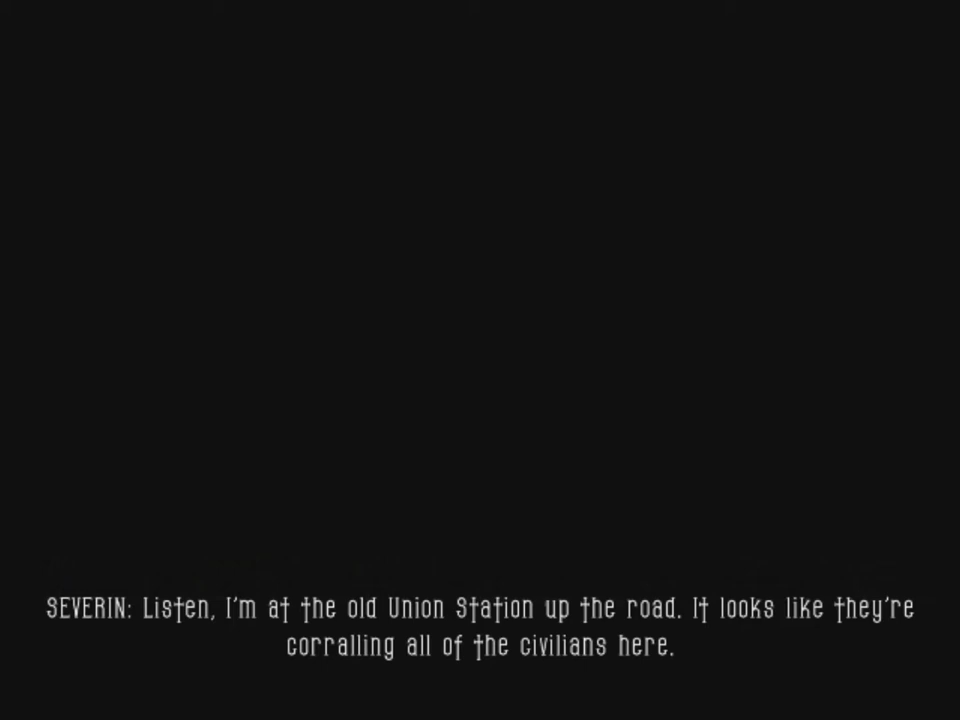 SEVERIN: Listen, I'm at the old Union Station up the road. It looks like they're
corralling all of the civilians here.